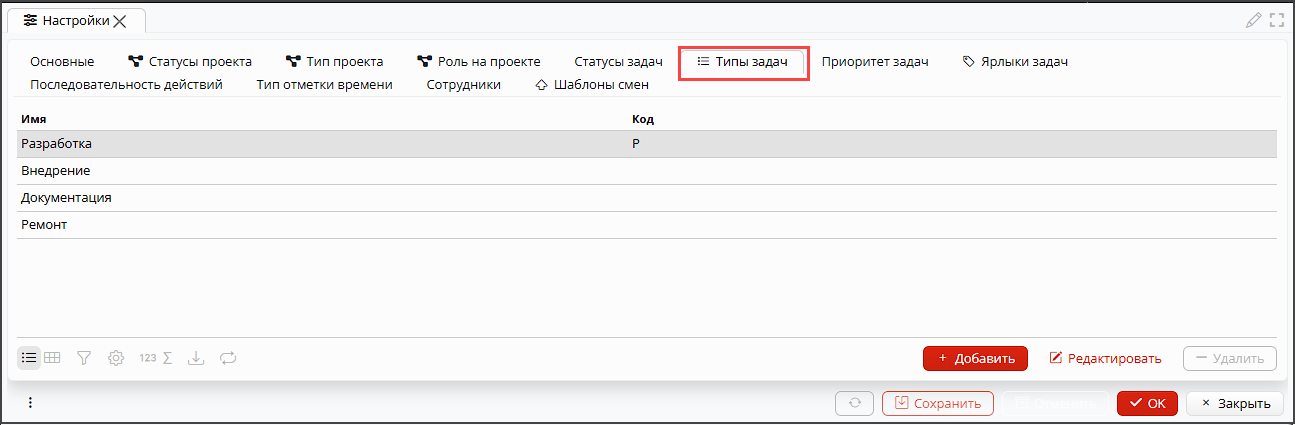 Настройки
Основные Статусы проекта Тип проекта Роль на проекте Статусы задач Типы задач Приоритет задач Ярлыки задач
Последовательность действий Тип отметки времени Сотрудники Шаблоны смен
Имя Код
Разработка Р
Внедрение
Документация
Ремонт
123 Σ + Добавить Редактировать — Удалить
Сохранить Отменить OK × Закрыть